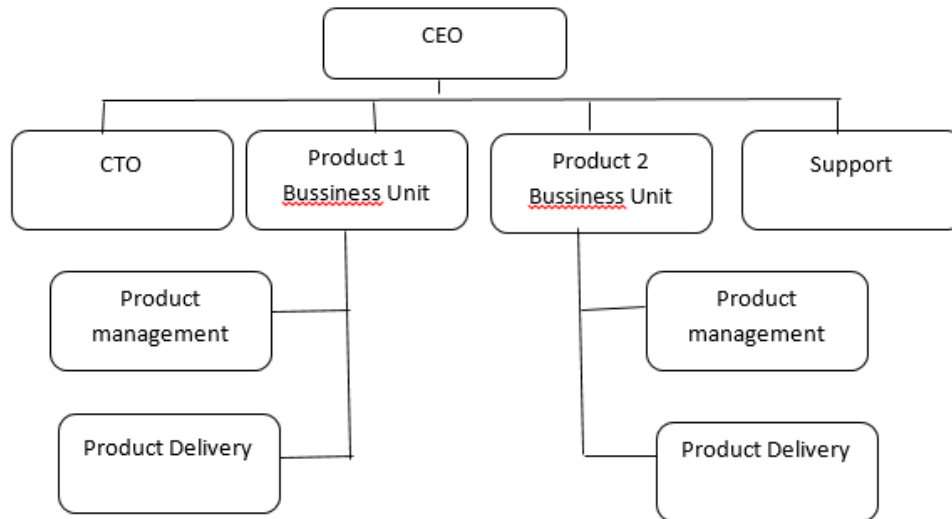 CEO
CTO
Product 1
Bussiness Unit
Product 2
Bussiness Unit
Support
Product
management
Product
management
Product Delivery
Product Delivery